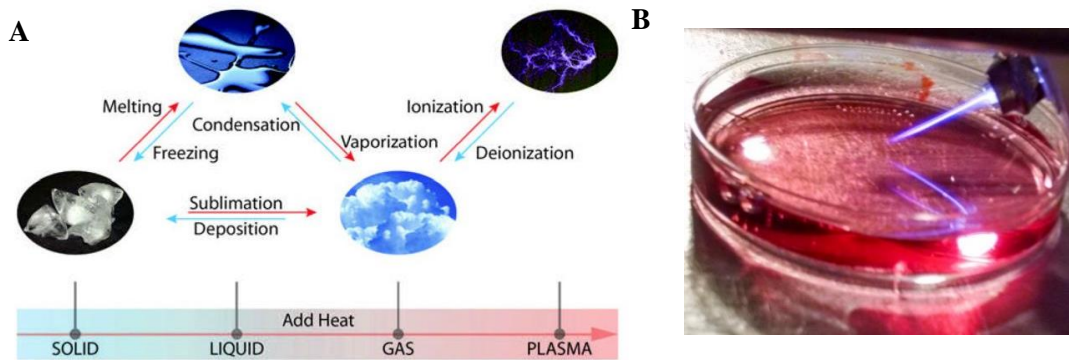 A
B
Melting
Freezing
Condensation
Vaporization
Ionization
Deionization
Sublimation
Deposition
Add Heat
SOLID
LIQUID
GAS
PLASMA